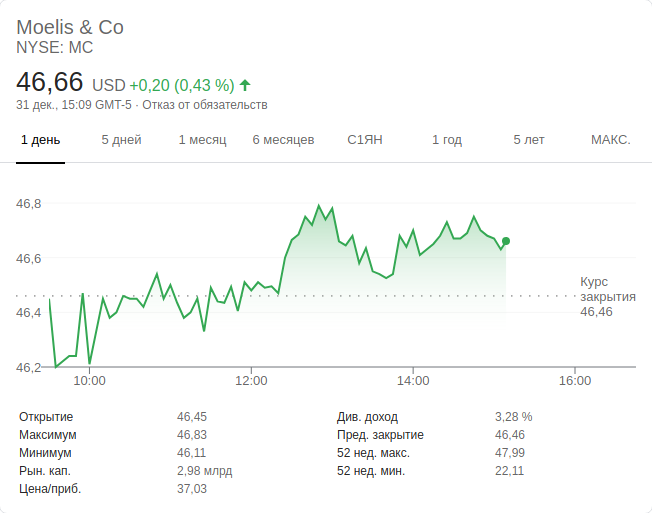 Moelis & Co
NYSE: MC
46,66 USD +0,20 (0,43 %)
31 дек., 15:09 GMT-5 · Отказ от обязательств
1 день 5 дней 1 месяц 6 месяцев С1ЯН 1 год 5 лет МАКС.
46,8
46,6
46,4
46,2
Курс
закрытия
46,46
10:00 12:00 14:00 16:00
Открытие 46,45 Див. доход 3,28 %
Максимум 46,83 Пред. закрытие 46,46
Минимум 46,11 52 нед. макс. 47,99
Рын. кап. 2,98 млрд 52 нед. мин. 22,11
Цена/приб. 37,03